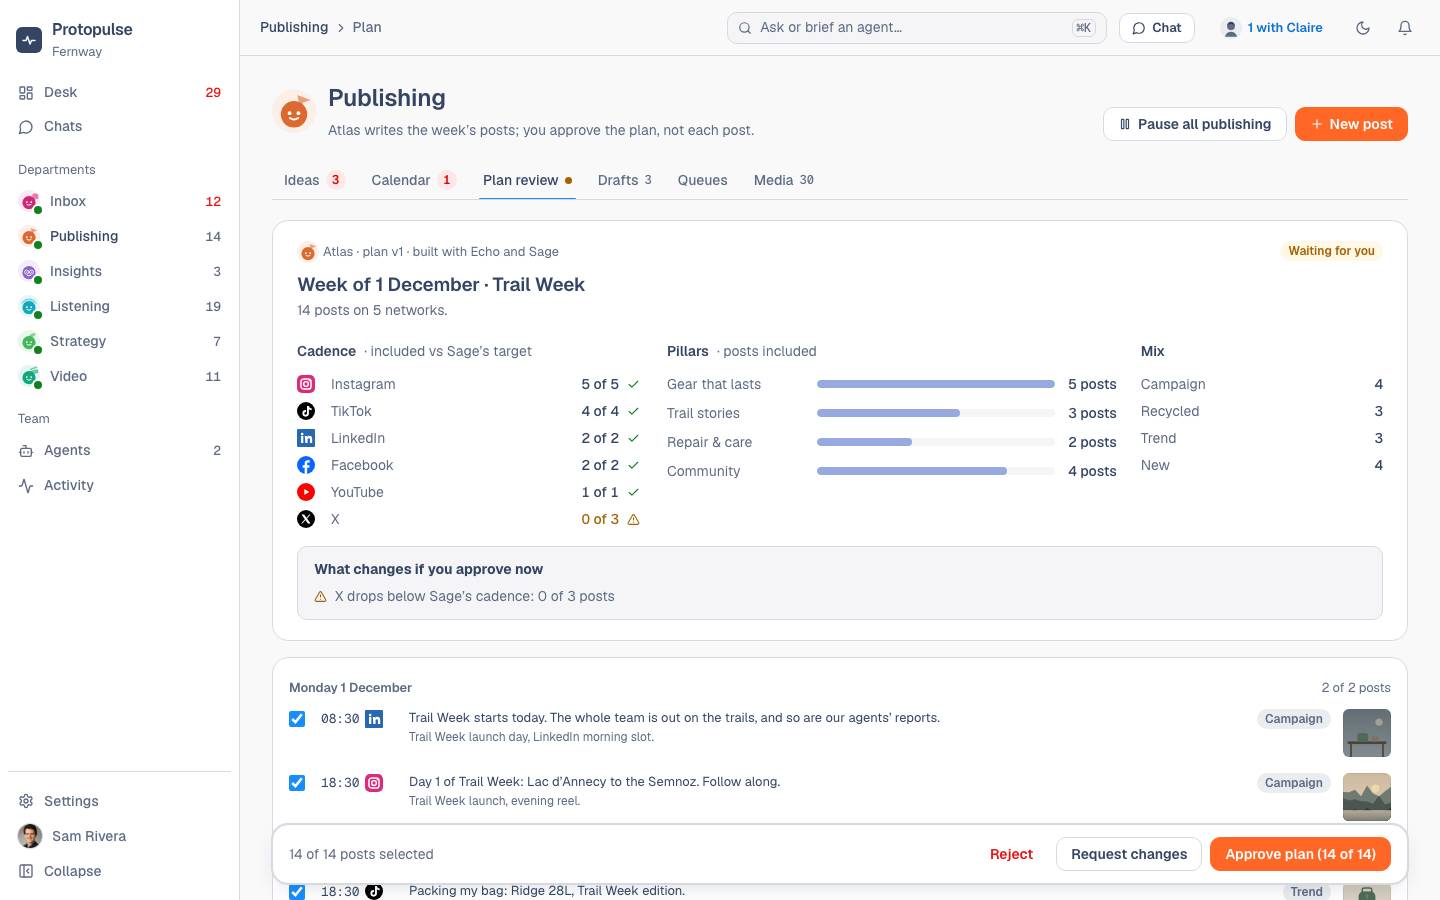 Protopulse
Fernway
Desk 29
Chats
Departments
Inbox 12
Publishing 14
Insights 3
Listening 19
Strategy 7
Video 11
Team
Agents 2
Activity
Settings
Sam Rivera
Collapse
Publishing > Plan
Ask or brief an agent… ⌘K
Chat
1 with Claire
Publishing
Atlas writes the week's posts; you approve the plan, not each post.
Pause all publishing
+ New post
Ideas 3 Calendar 1 Plan review Drafts 3 Queues Media 30
Atlas · plan v1 · built with Echo and Sage
Waiting for you
Week of 1 December · Trail Week
14 posts on 5 networks.
Cadence · included vs Sage's target
Instagram 5 of 5
TikTok 4 of 4
LinkedIn 2 of 2
Facebook 2 of 2
YouTube 1 of 1
X 0 of 3
Pillars · posts included
Gear that lasts 5 posts
Trail stories 3 posts
Repair & care 2 posts
Community 4 posts
Mix
Campaign 4
Recycled 3
Trend 3
New 4
What changes if you approve now
X drops below Sage's cadence: 0 of 3 posts
Monday 1 December 2 of 2 posts
08:30 Trail Week starts today. The whole team is out on the trails, and so are our agents' reports. Campaign
Trail Week launch day, LinkedIn morning slot.
18:30 Day 1 of Trail Week: Lac d'Annecy to the Semnoz. Follow along. Campaign
Trail Week launch, evening reel.
14 of 14 posts selected
Reject
Request changes
Approve plan (14 of 14)
18:30 Packing my bag: Ridge 28L, Trail Week edition. Trend